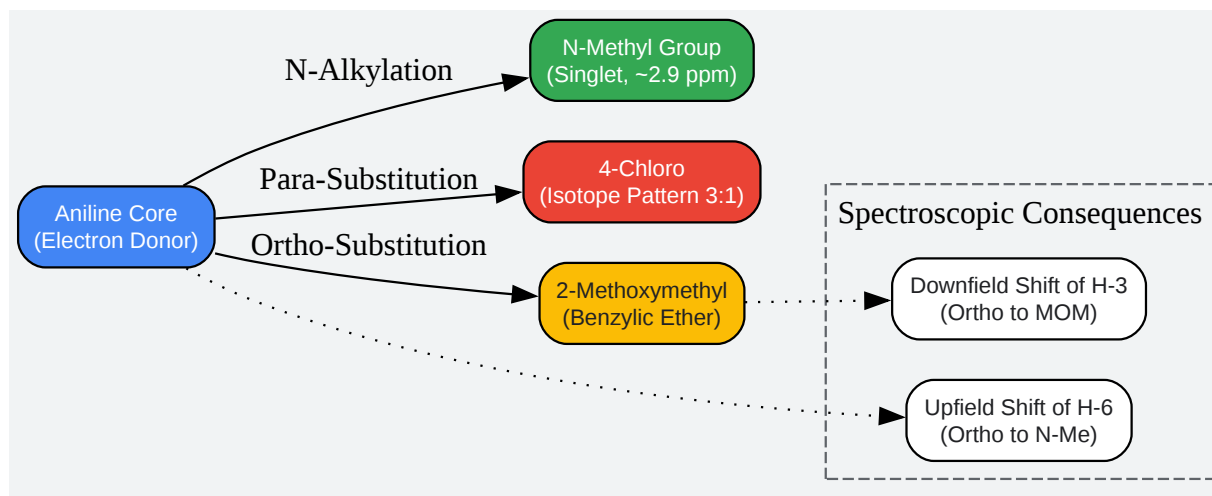 N-Methyl Group
(Singlet, ~2.9 ppm)
N-Alkylation
4-Chloro
(Isotope Pattern 3:1)
Para-Substitution
Aniline Core
(Electron Donor)
Ortho-Substitution
2-Methoxymethyl
(Benzylic Ether)
Spectroscopic Consequences
Downfield Shift of H-3
(Ortho to MOM)
Upfield Shift of H-6
(Ortho to N-Me)